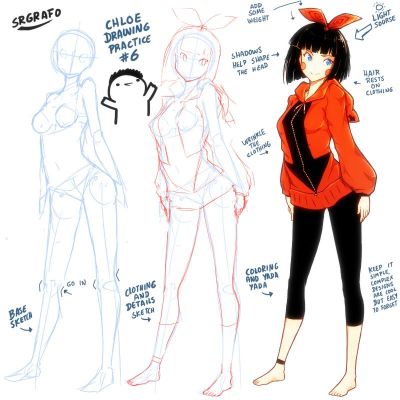 SRGRAFO
CHLOE
DRAWING
PRACTICE
#6
ADD
SOME
WEIGHT
LIGHT
SOURSE
SHADOWS
HELP SHAPE
THE HEAD
HAIR
RESTS
ON
CLOTHING
WRINKLE
THE
CLOTHING
GO IN
BASE
SKETCH
CLOTHING
AND
DETAILS
SKETCH
COLORING
AND YADA
YADA
KEEP IT
SIMPLE,
COMPLEX
DESIGNS
ARE COOL
BUT EASY
TO FORGET